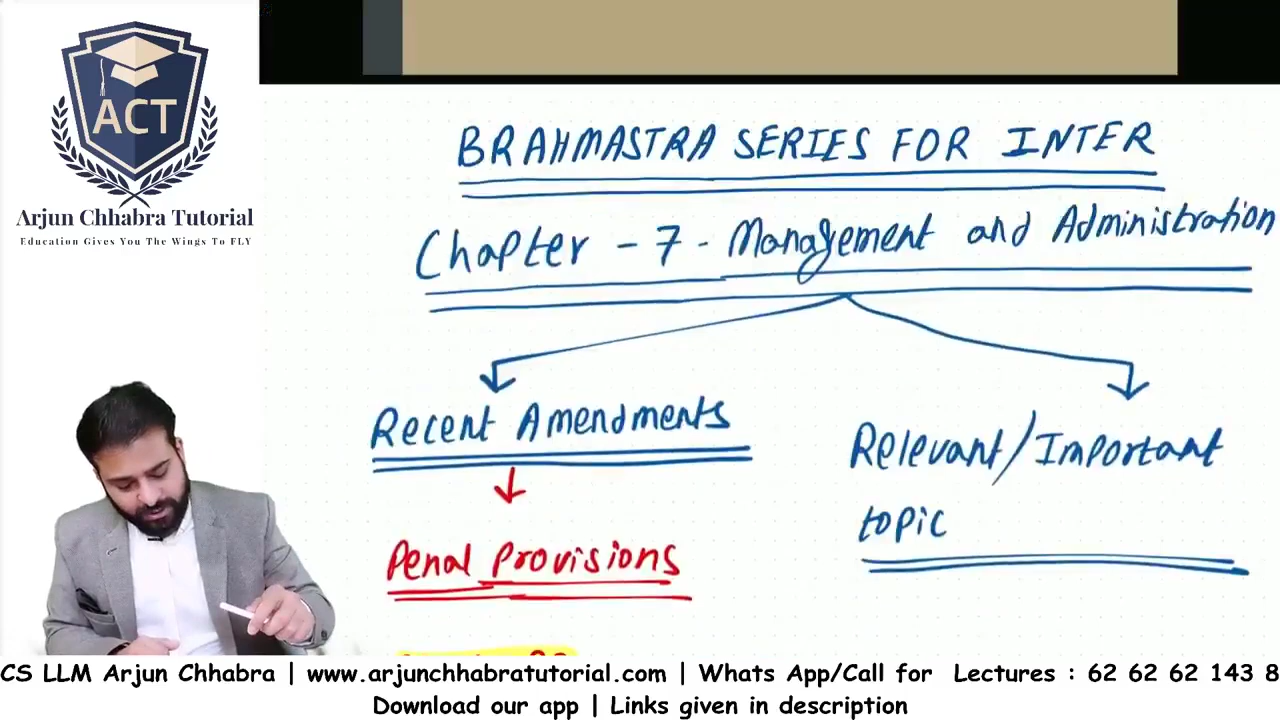 ACT
Arjun Chhabra Tutorial
Education Gives You The Wings To FLY
BRAHMASTRA SERIES FOR INTER
Chapter - 7 - Management and Administration
Recent Amendments
Relevant/Important
topic
Penal Provisions
CS LLM Arjun Chhabra | www.arjunchhabratutorial.com | Whats App/Call for Lectures : 62 62 62 143 8
Download our app | Links given in description